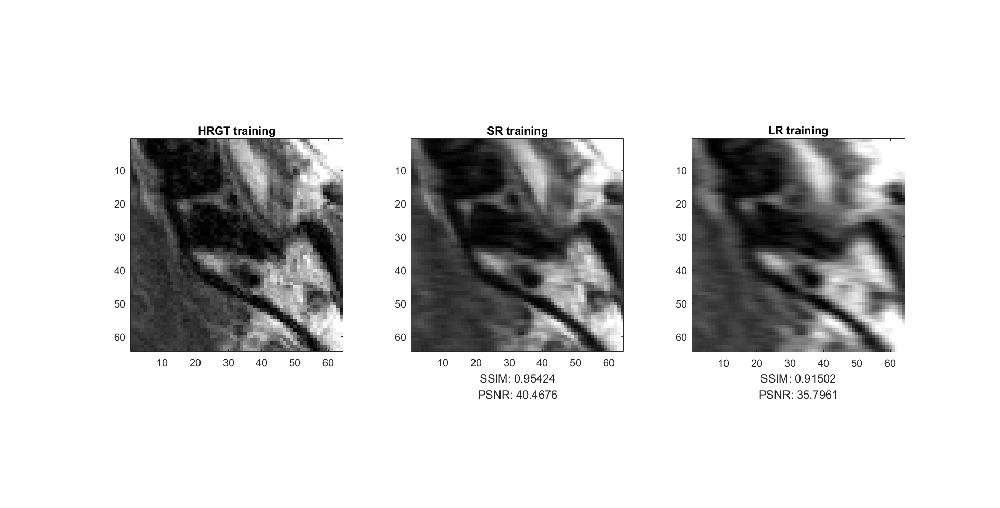 HRGT training
10
20
30
40
50
60
10 20 30 40 50 60
SR training
10
20
30
40
50
60
10 20 30 40 50 60
SSIM: 0.95424
PSNR: 40.4676
LR training
10
20
30
40
50
60
10 20 30 40 50 60
SSIM: 0.91502
PSNR: 35.7961